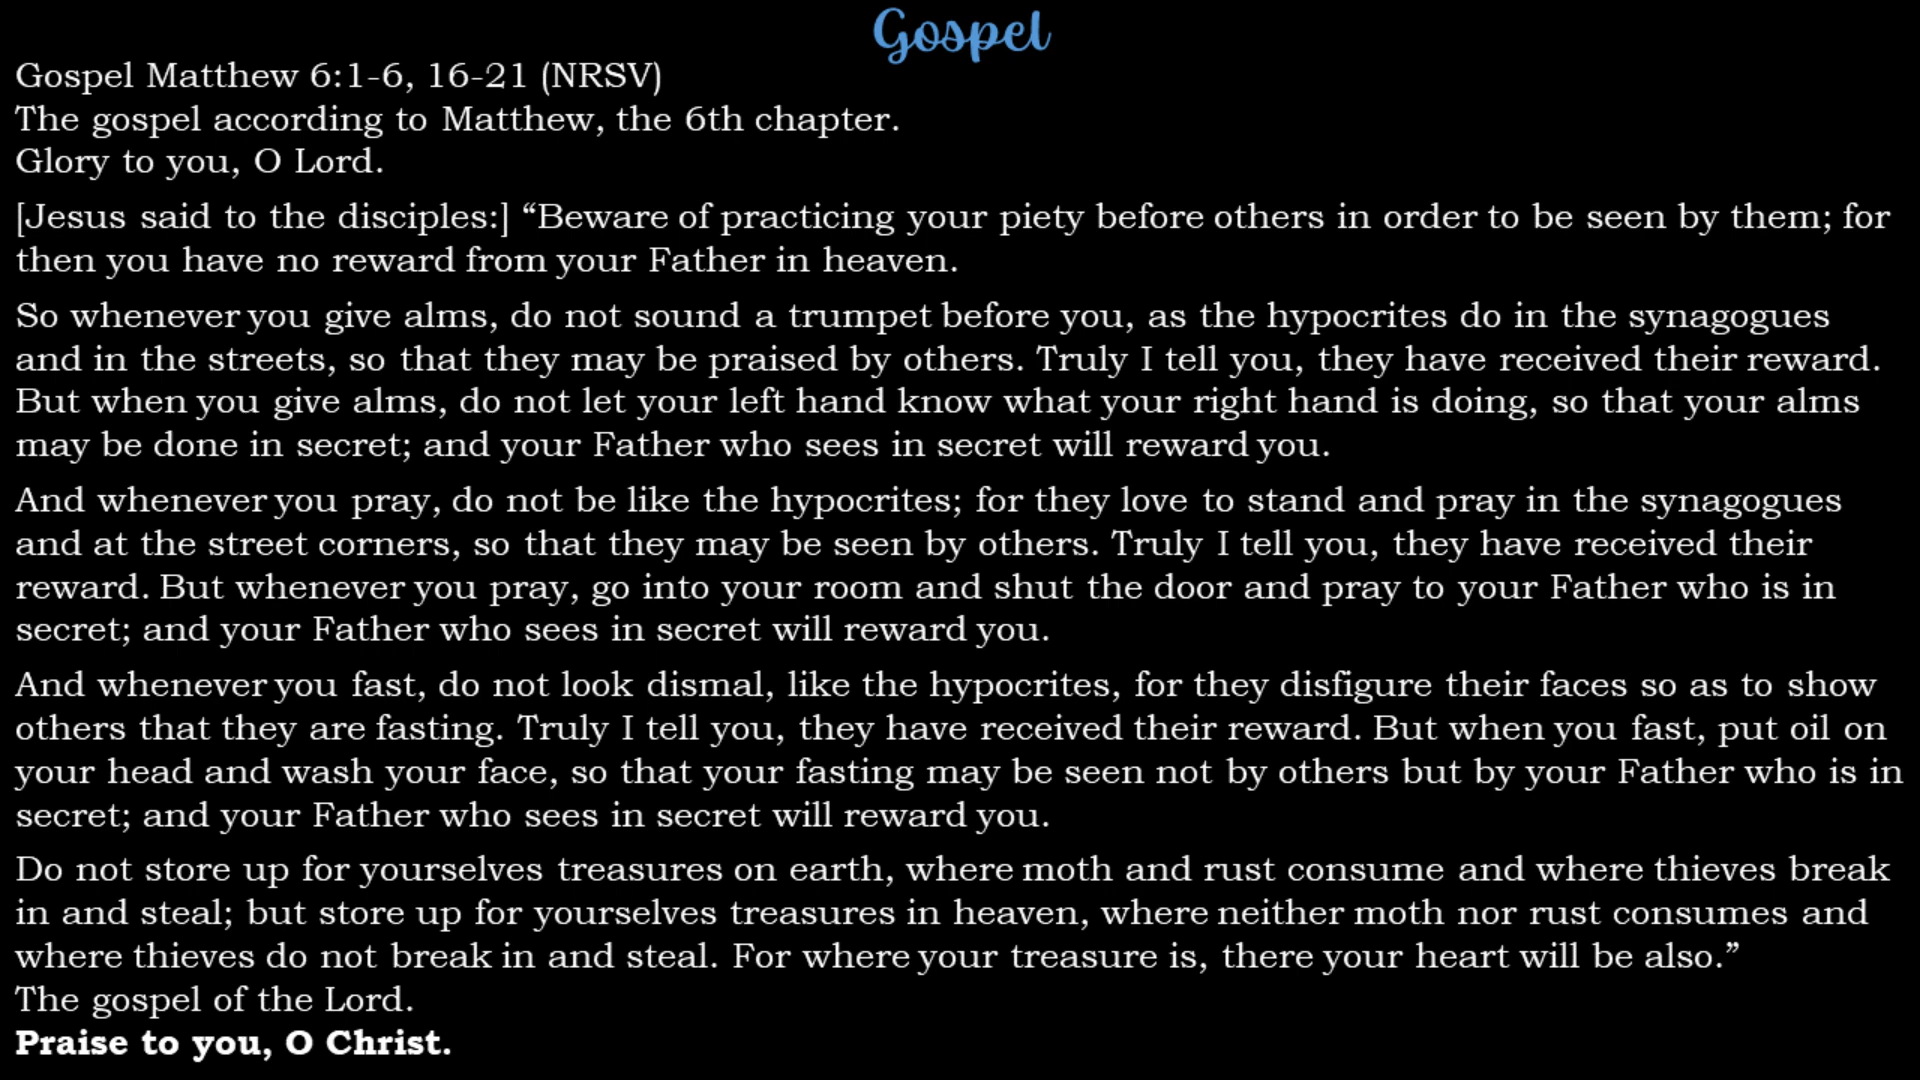 Gospel
Gospel Matthew 6:1-6, 16-21 (NRSV)
The gospel according to Matthew, the 6th chapter.
Glory to you, O Lord.
[Jesus said to the disciples:] “Beware of practicing your piety before others in order to be seen by them; for
then you have no reward from your Father in heaven.
So whenever you give alms, do not sound a trumpet before you, as the hypocrites do in the synagogues
and in the streets, so that they may be praised by others. Truly I tell you, they have received their reward.
But when you give alms, do not let your left hand know what your right hand is doing, so that your alms
may be done in secret; and your Father who sees in secret will reward you.
And whenever you pray, do not be like the hypocrites; for they love to stand and pray in the synagogues
and at the street corners, so that they may be seen by others. Truly I tell you, they have received their
reward. But whenever you pray, go into your room and shut the door and pray to your Father who is in
secret; and your Father who sees in secret will reward you.
And whenever you fast, do not look dismal, like the hypocrites, for they disfigure their faces so as to show
others that they are fasting. Truly I tell you, they have received their reward. But when you fast, put oil on
your head and wash your face, so that your fasting may be seen not by others but by your Father who is in
secret; and your Father who sees in secret will reward you.
Do not store up for yourselves treasures on earth, where moth and rust consume and where thieves break
in and steal; but store up for yourselves treasures in heaven, where neither moth nor rust consumes and
where thieves do not break in and steal. For where your treasure is, there your heart will be also.”
The gospel of the Lord.
Praise to you, O Christ.